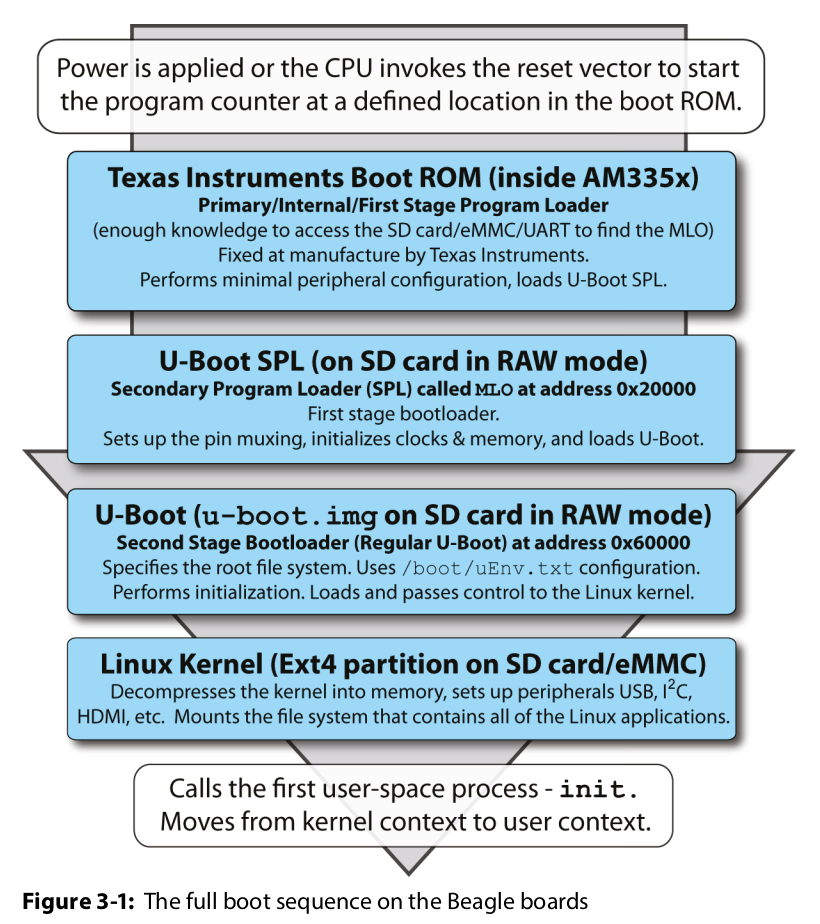 Power is applied or the CPU invokes the reset vector to start
the program counter at a defined location in the boot ROM.
Texas Instruments Boot ROM (inside AM335x)
Primary/Internal/First Stage Program Loader
(enough knowledge to access the SD card/eMMC/UART to find the MLO)
Fixed at manufacture by Texas Instruments.
Performs minimal peripheral configuration, loads U-Boot SPL.
U-Boot SPL (on SD card in RAW mode)
Secondary Program Loader (SPL) called MLO at address 0x20000
First stage bootloader.
Sets up the pin muxing, initializes clocks & memory, and loads U-Boot.
U-Boot (u-boot.img on SD card in RAW mode)
Second Stage Bootloader (Regular U-Boot) at address 0x60000
Specifies the root file system. Uses /boot/uEnv.txt configuration.
Performs initialization. Loads and passes control to the Linux kernel.
Linux Kernel (Ext4 partition on SD card/eMMC)
Decompresses the kernel into memory, sets up peripherals USB, I²C,
HDMI, etc. Mounts the file system that contains all of the Linux applications.
Calls the first user-space process - init.
Moves from kernel context to user context.
Figure 3-1: The full boot sequence on the Beagle boards